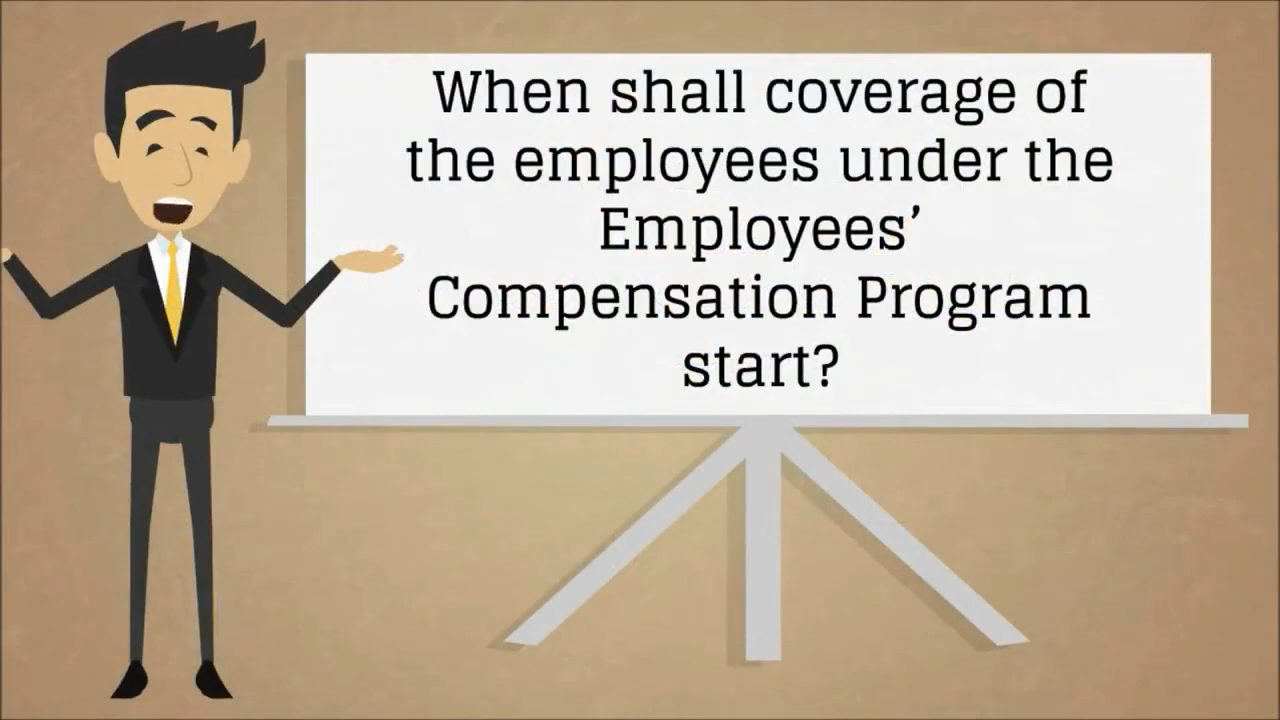 When shall coverage of
the employees under the
Employees’
Compensation Program
start?